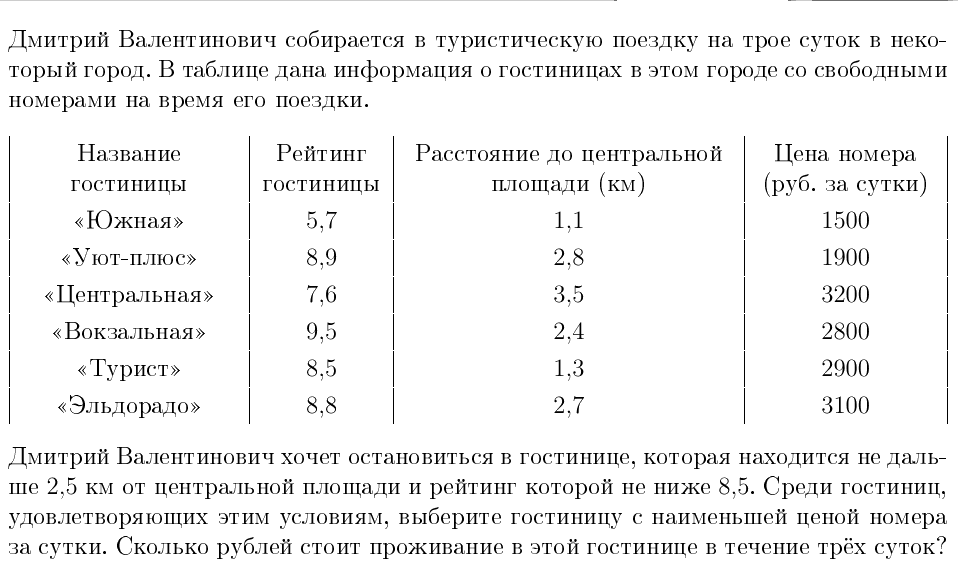 Дмитрий Валентинович собирается в туристическую поездку на трое суток в неко-
торый город. В таблице дана информация о гостиницах в этом городе со свободными
номерами на время его поездки.
Название гостиницы Рейтинг гостиницы Расстояние до центральной площади (км) Цена номера (руб. за сутки)
«Южная» 5,7 1,1 1500
«Уют-плюс» 8,9 2,8 1900
«Центральная» 7,6 3,5 3200
«Вокзальная» 9,5 2,4 2800
«Турист» 8,5 1,3 2900
«Эльдорадо» 8,8 2,7 3100
Дмитрий Валентинович хочет остановиться в гостинице, которая находится не даль-
ше 2,5 км от центральной площади и рейтинг которой не ниже 8,5. Среди гостиниц,
удовлетворяющих этим условиям, выберите гостиницу с наименьшей ценой номера
за сутки. Сколько рублей стоит проживание в этой гостинице в течение трёх суток?